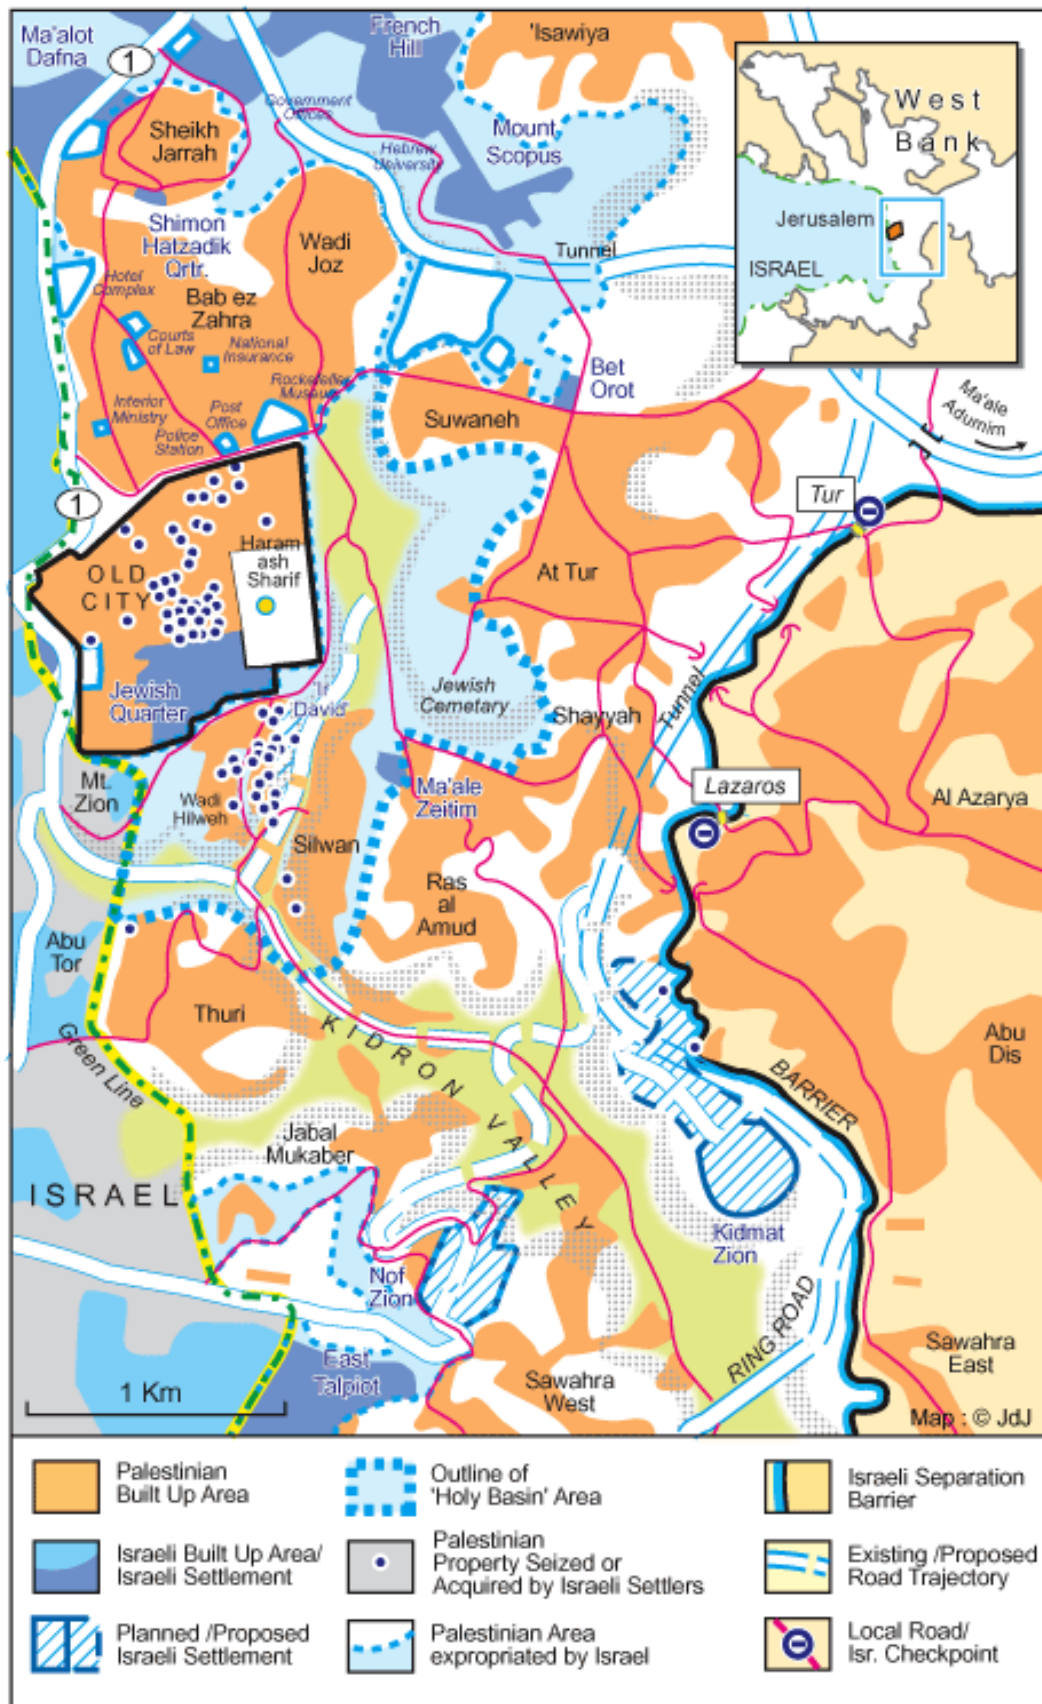 Ma'alot
Dafna
1
French
Hill
'Isawiya
Government
Offices
Sheikh
Jarrah
Hebrew
University
Mount
Scopus
West
Bank
Jerusalem
ISRAEL
Shimon
Hatzadik
Qrtr.
Wadi
Joz
Tunnel
Hotel
Complex
Bab ez
Zahra
Courts
of Law
National
Insurance
Rockefeller
Museum
Interior
Ministry
Post
Office
Police
Station
Bet
Orot
Suwaneh
Ma'ale
Adumim
1
Tur
OLD
CITY
Haram
ash
Sharif
At Tur
Jewish
Quarter
'Ir
David'
Jewish
Cemetary
Shayyah
Tunnel
Mt.
Zion
Wadi
Hilweh
Ma'ale
Zeitim
Lazaros
Al Azarya
Silwan
Ras
al
Amud
Abu
Tor
Thuri
KIDRON VALLEY
Abu
Dis
Green Line
BARRIER
Jabal
Mukaber
ISRAEL
Kidmat
Zion
Nof
Zion
RING ROAD
East
Talpiot
Sawahra
West
Sawahra
East
1 Km
Map : © JdJ
Palestinian
Built Up Area
Outline of
'Holy Basin' Area
Israeli Separation
Barrier
Israeli Built Up Area/
Israeli Settlement
Palestinian
Property Seized or
Acquired by Israeli Settlers
Existing /Proposed
Road Trajectory
Planned /Proposed
Israeli Settlement
Palestinian Area
expropriated by Israel
Local Road/
Isr. Checkpoint